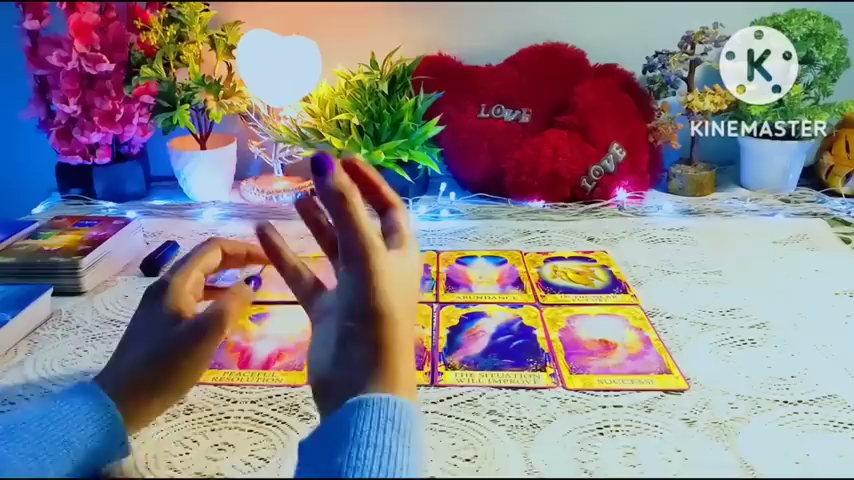 LOVE
LOVE
KINEMASTER
ABUNDANCE
PEACEFUL
RESOLUTION
THE SITUATION
WILL IMPROVE
SUCCESS!